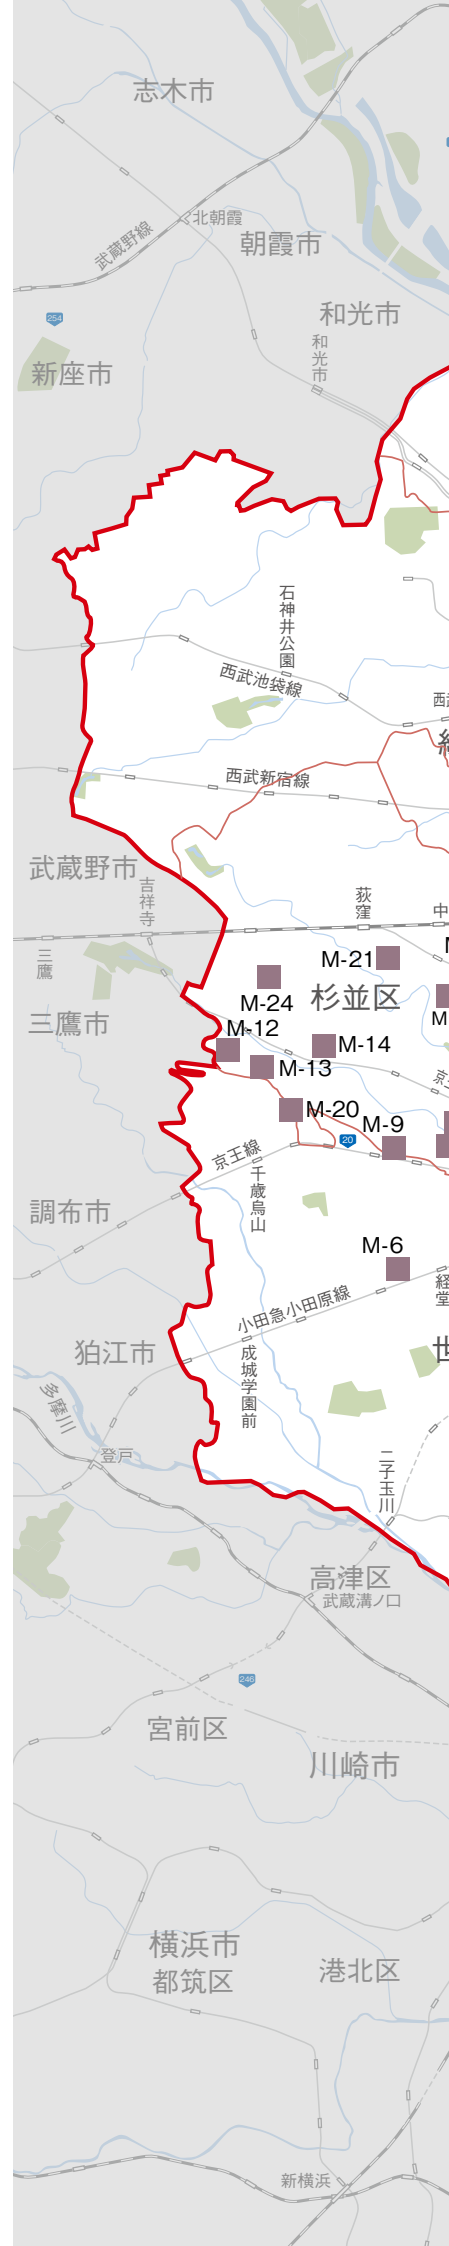 志木市
北朝霞
武蔵野線
朝霞市
和光市
254
和光市
新座市
石神井公園
西武池袋線
西武新宿線
武蔵野市
吉祥寺
荻窪
中
三鷹
M-21
M-24
杉並区
三鷹市
M-12
M-14
M-13
M-20
M-9
20
京王線
千歳烏山
調布市
M-6
経堂
小田急小田原線
狛江市
成城学園前
多摩川
登戸
二子玉川
高津区
武蔵溝ノ口
246
宮前区
川崎市
横浜市
都筑区
港北区
新横浜